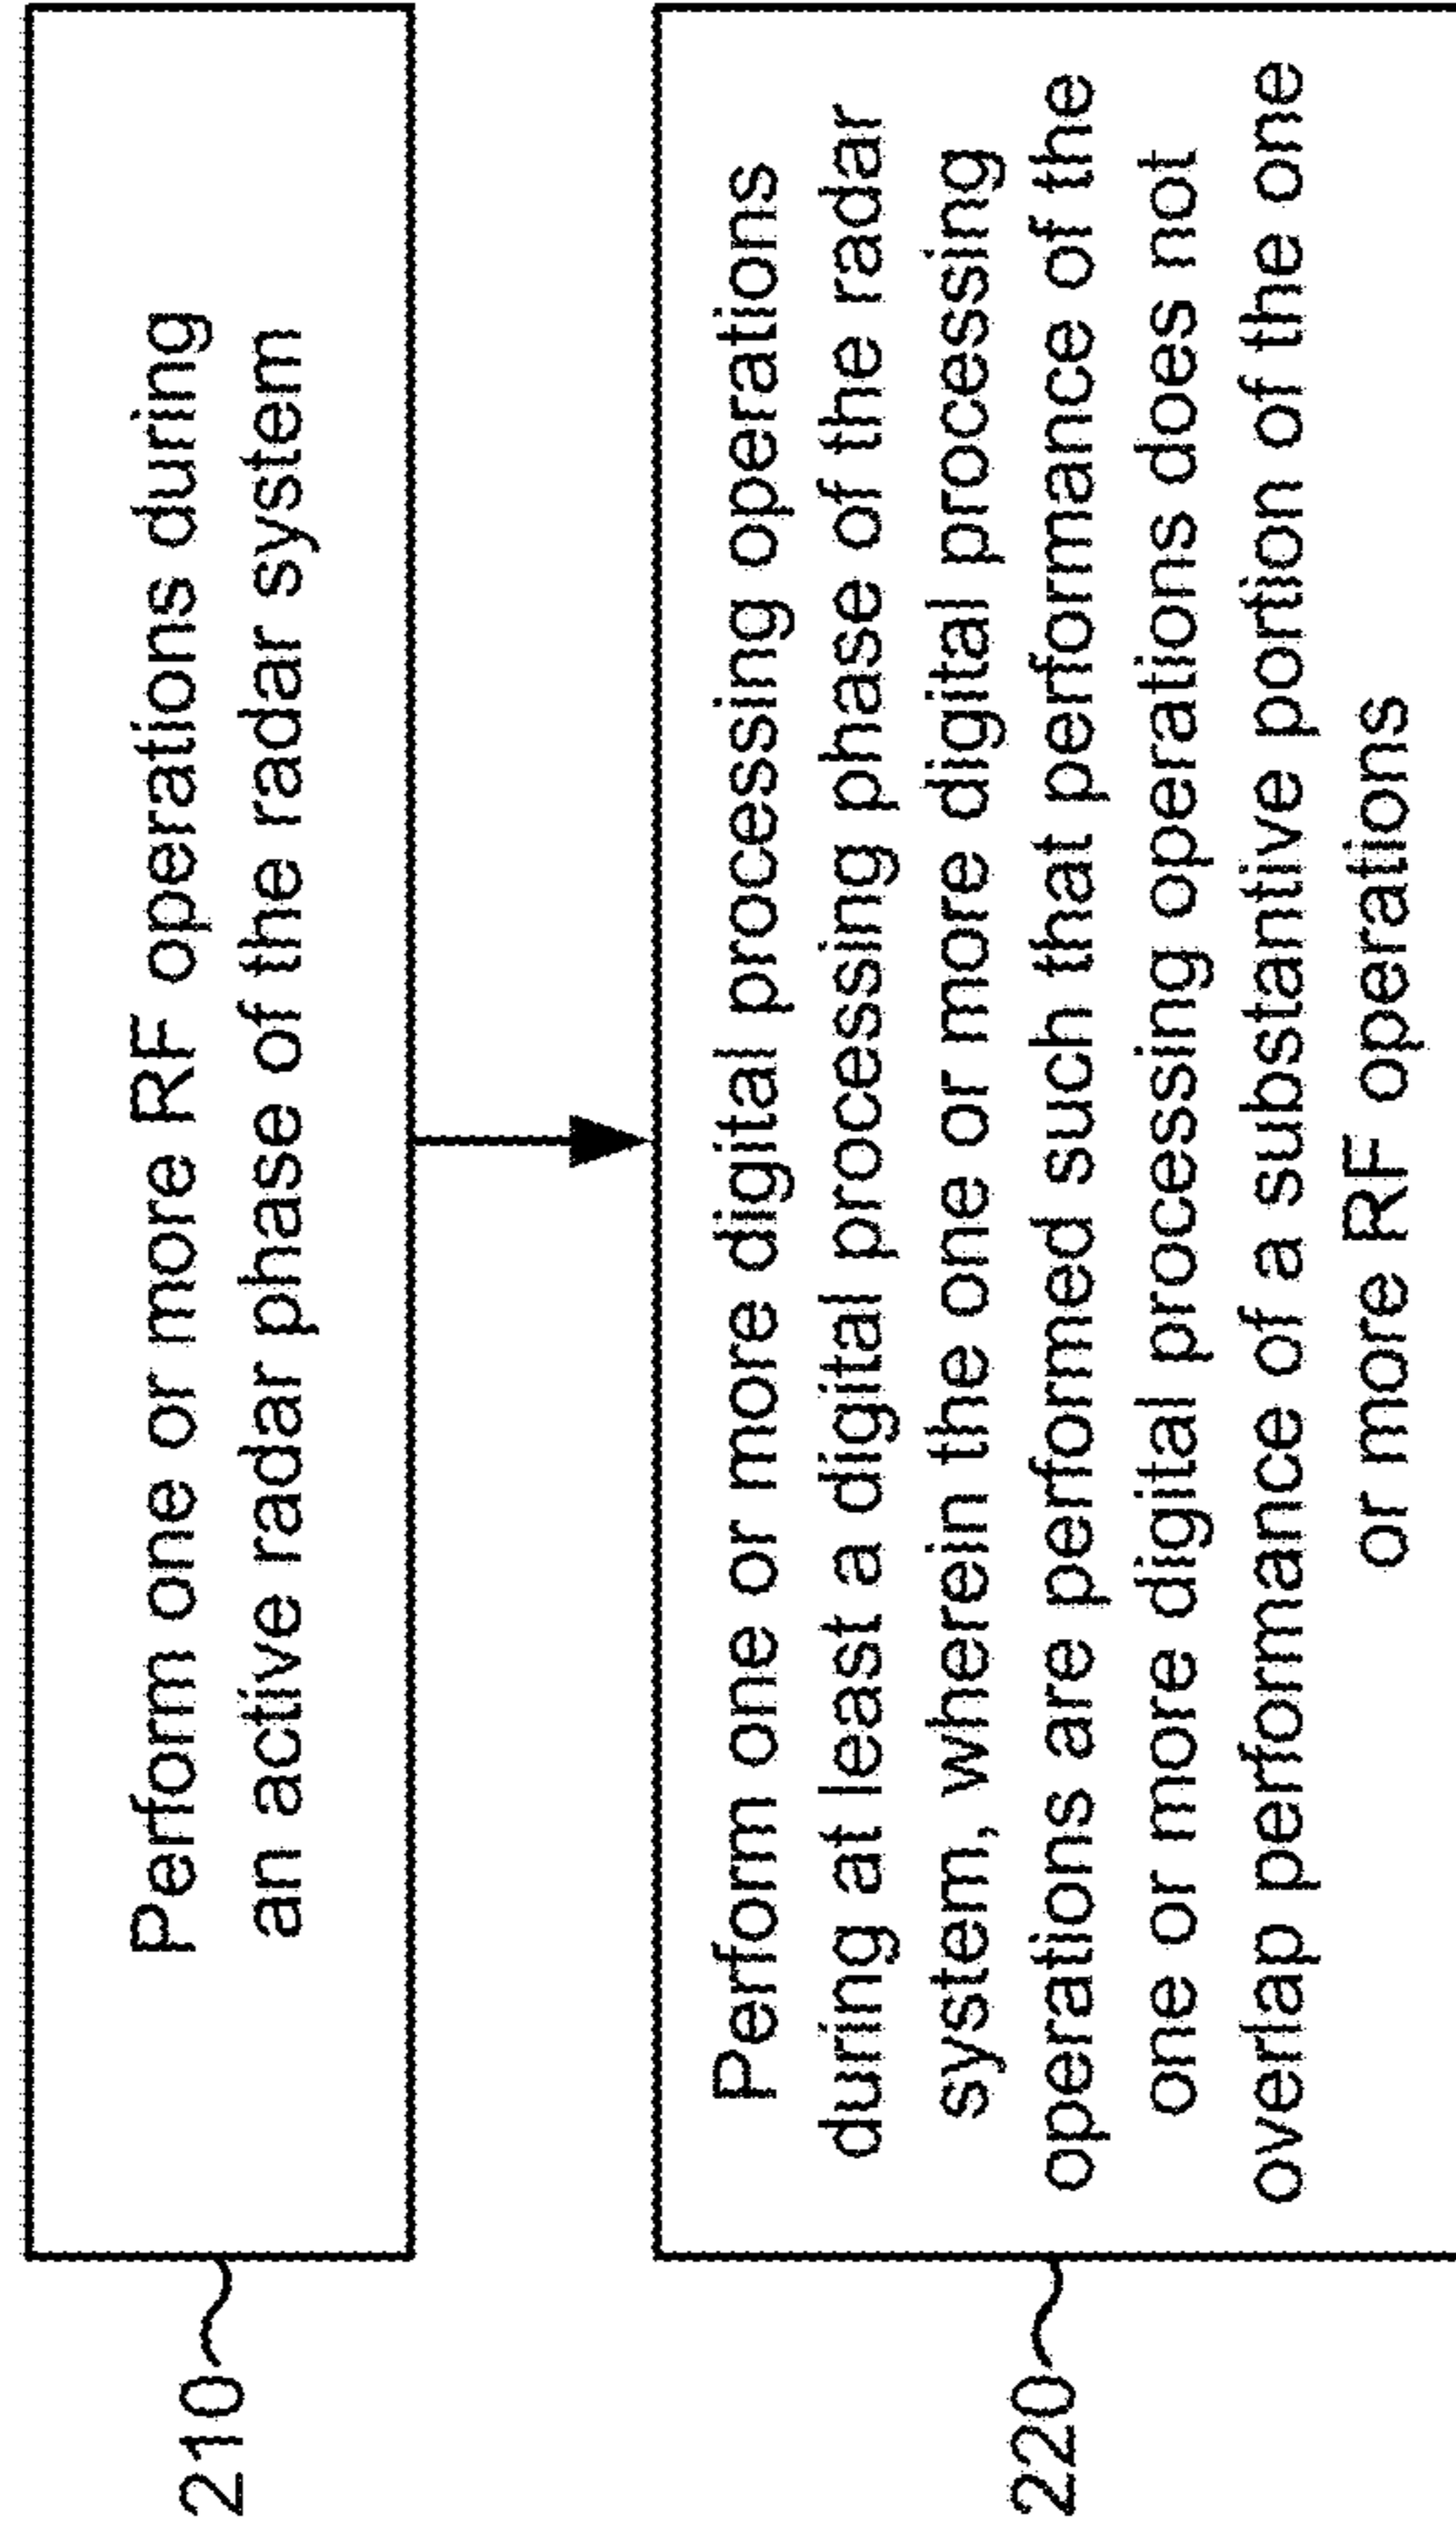 210
Perform one or more RF operations during
an active radar phase of the radar system
220
Perform one or more digital processing operations
during at least a digital processing phase of the radar
system, wherein the one or more digital processing
operations are performed such that performance of the
one or more digital processing operations does not
overlap performance of a substantive portion of the one
or more RF operations